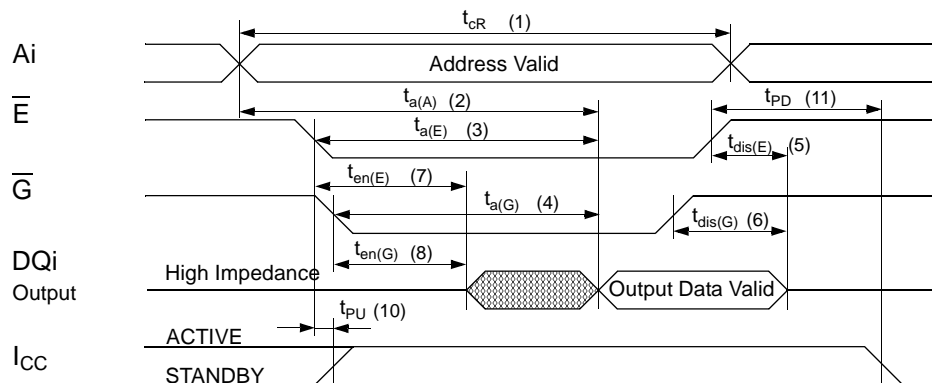 t_cR (1)
Ai
Address Valid
t_a(A) (2)
t_PD (11)
E̅
t_a(E) (3)
t_dis(E) (5)
t_en(E) (7)
G̅
t_a(G) (4)
t_dis(G) (6)
t_en(G) (8)
DQi
Output
High Impedance
Output Data Valid
t_PU (10)
ACTIVE
I_CC
STANDBY